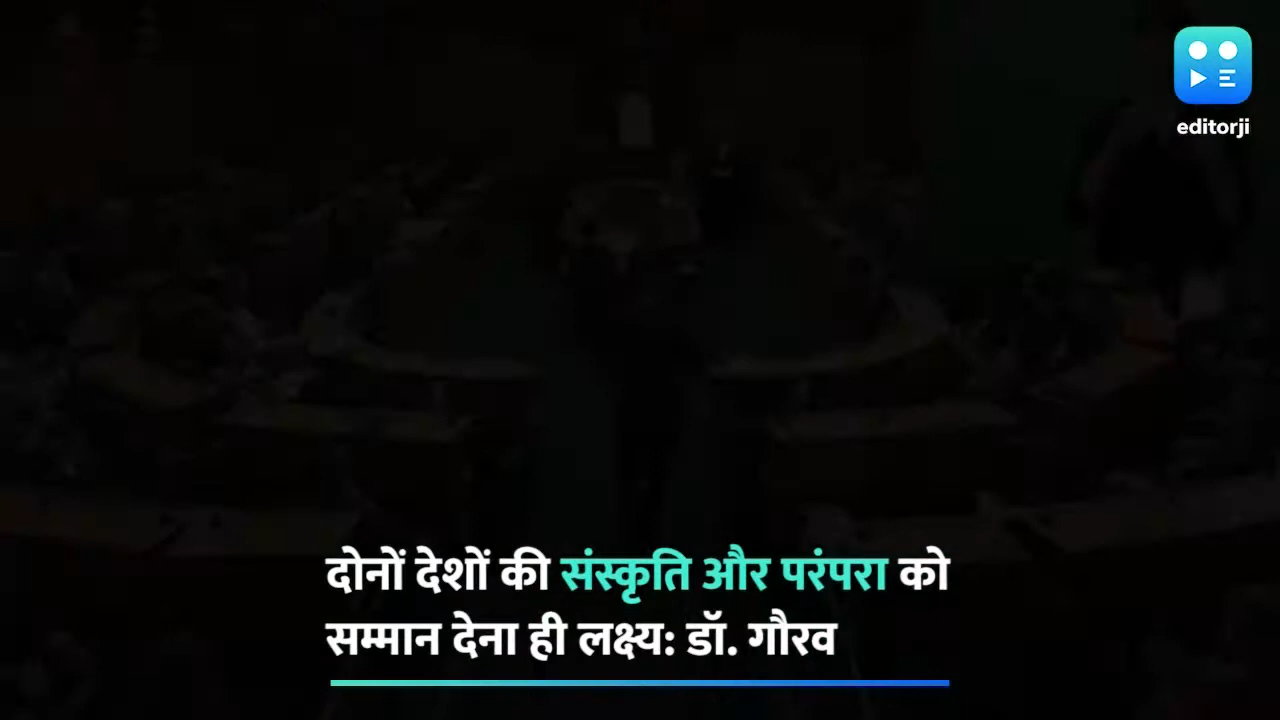 editorji
दोनों देशों की संस्कृति और परंपरा को
सम्मान देना ही लक्ष्य: डॉ. गौरव